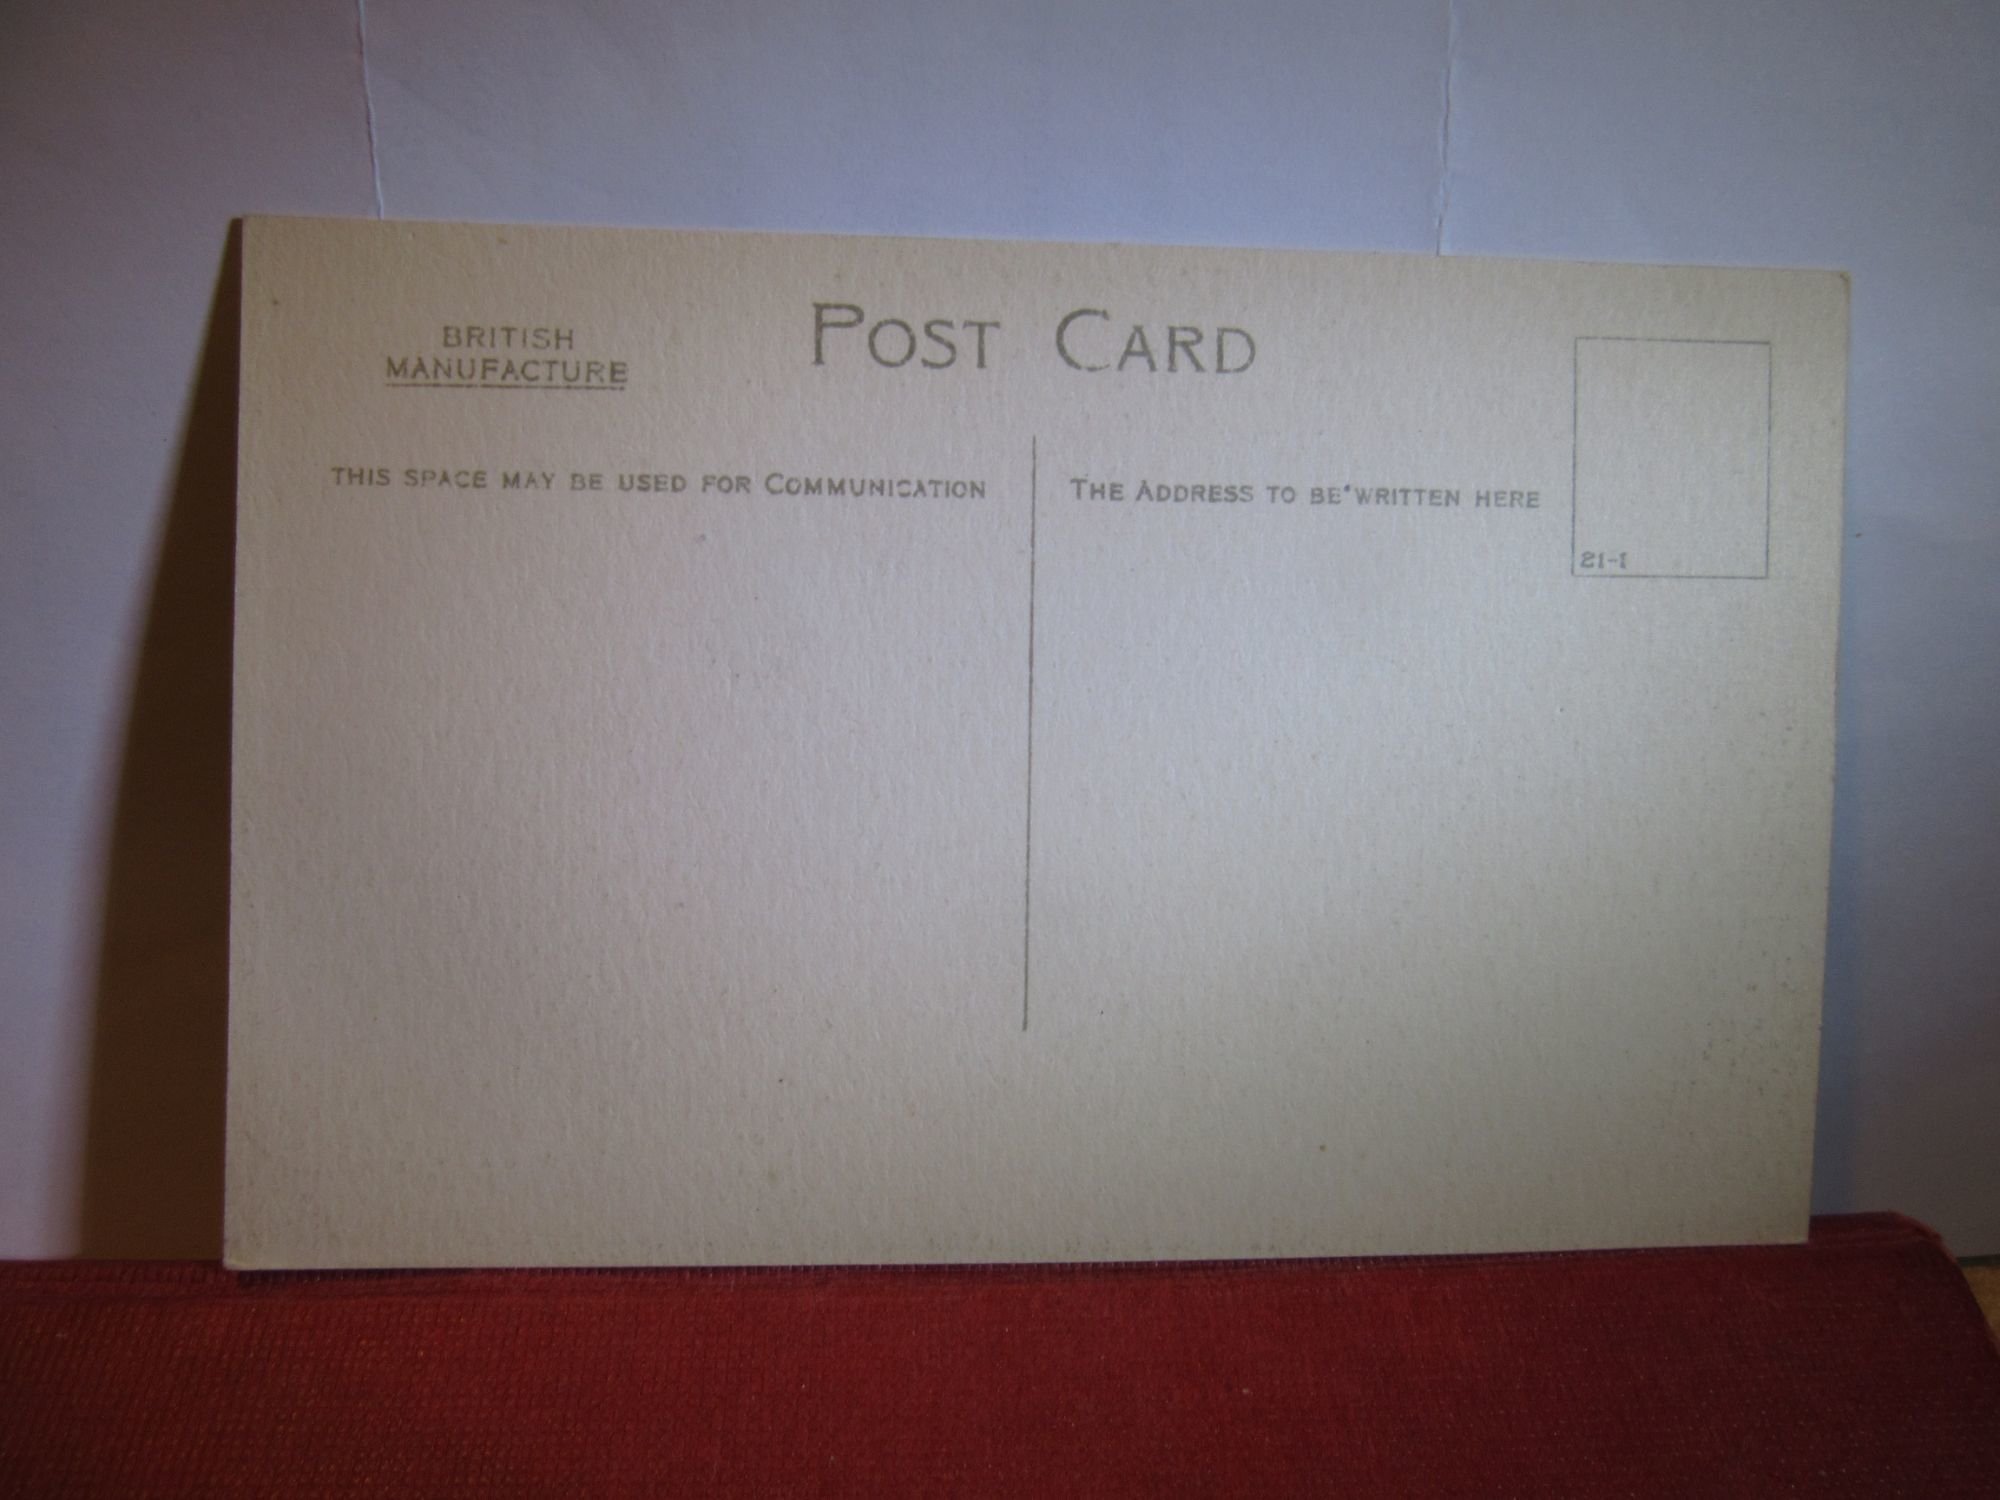 BRITISH
MANUFACTURE
POST CARD
THIS SPACE MAY BE USED FOR COMMUNICATION
THE ADDRESS TO BE WRITTEN HERE
21-1